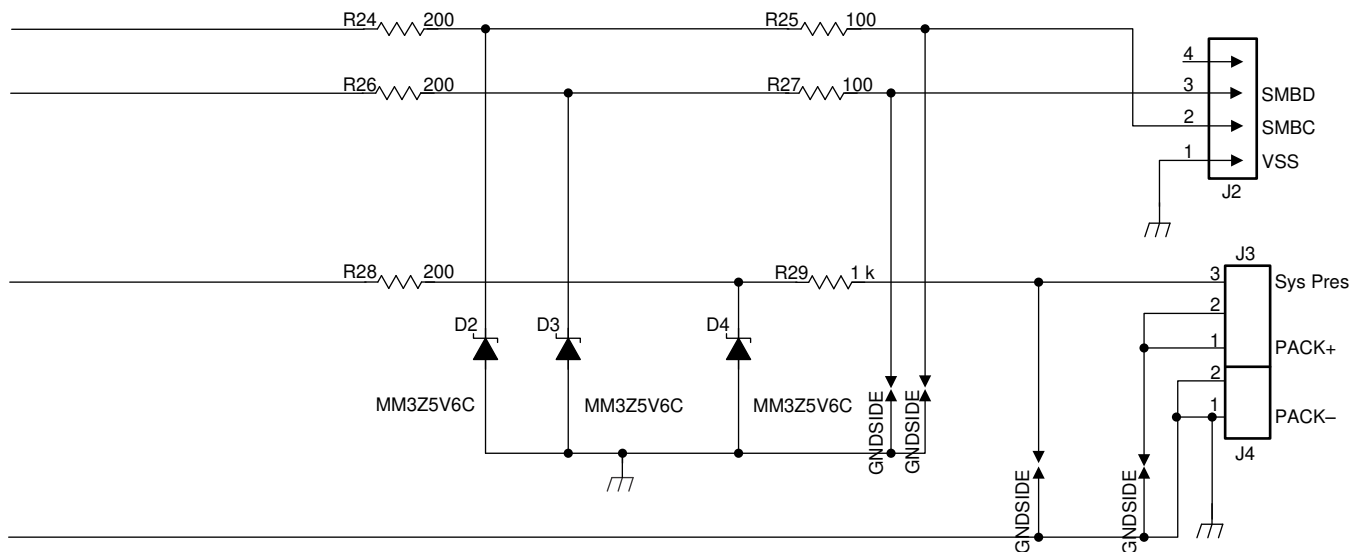 R24 200 R25 100
4
R26 200 R27 100 3 SMBD
2 SMBC
1 VSS
J2
J3
R28 200 R29 1 k 3 Sys Pres
2
D2 D3 D4 1 PACK+
2
MM3Z5V6C MM3Z5V6C MM3Z5V6C
1 PACK–
GNDSIDE GNDSIDE
J4
GNDSIDE GNDSIDE